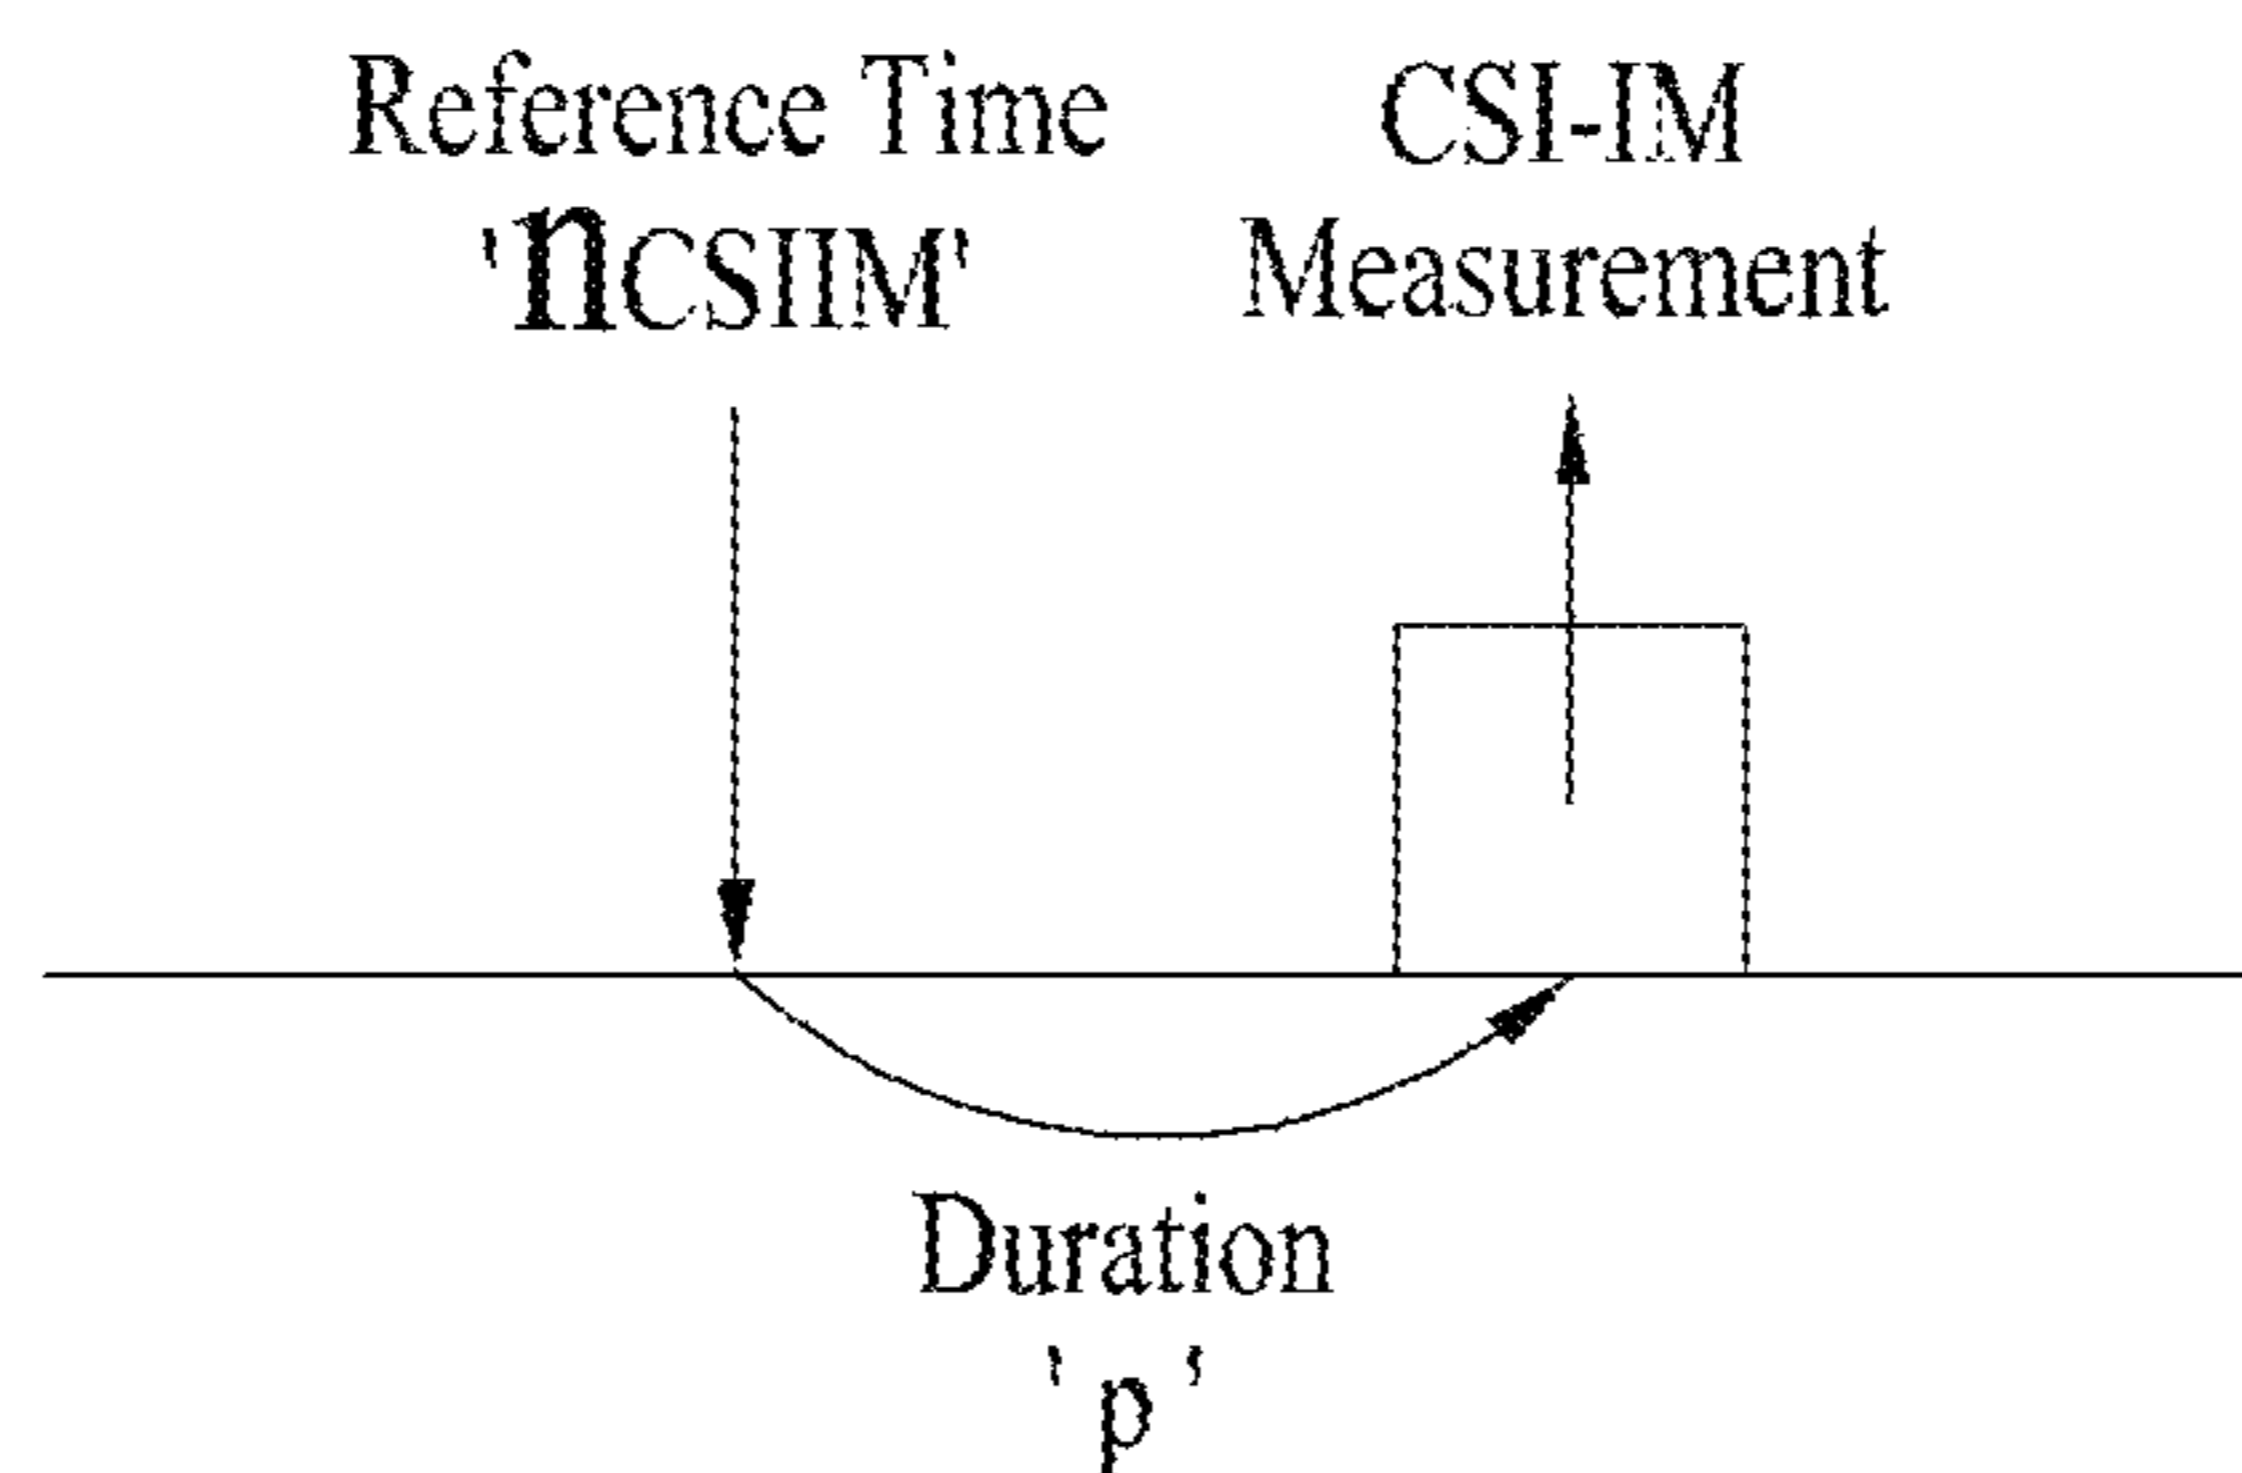 Reference Time
'nCSIIM'
CSI-IM
Measurement
Duration
'p'